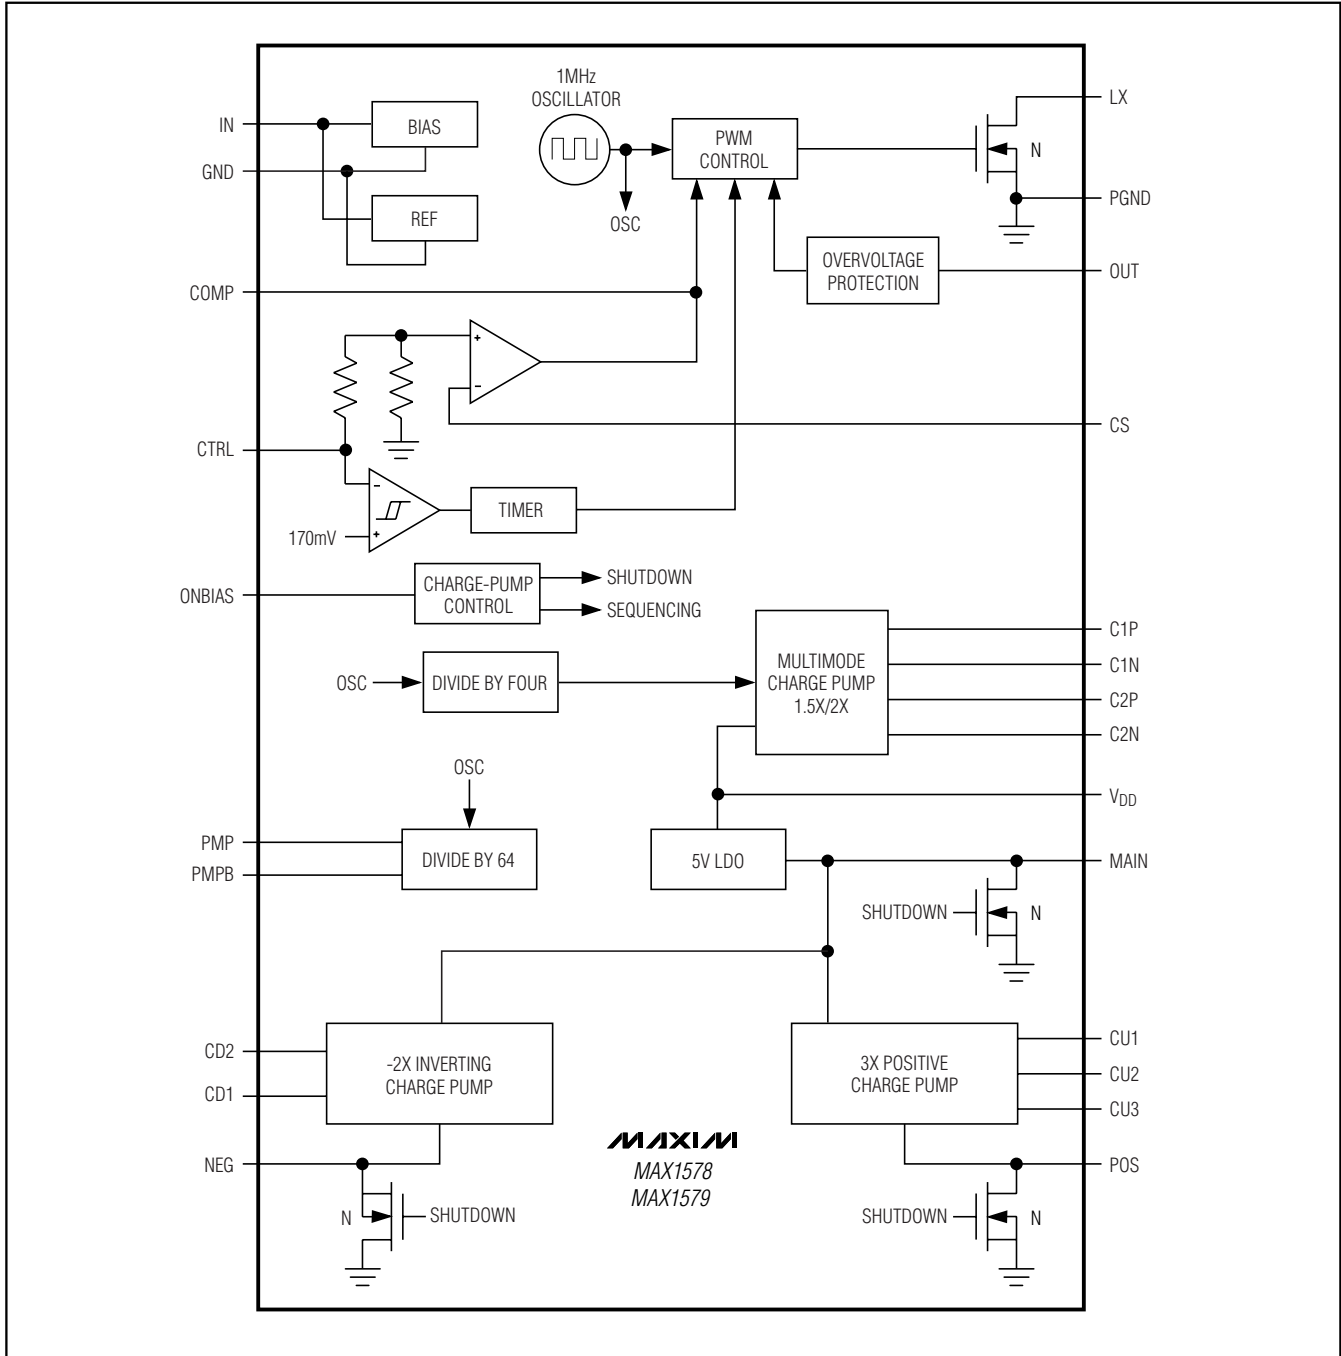 1MHz
OSCILLATOR
LX
IN
BIAS
PWM
CONTROL
N
GND
PGND
REF
OSC
OVERVOLTAGE
PROTECTION
OUT
COMP
+
-
CS
CTRL
-
TIMER
170mV
+
CHARGE-PUMP
CONTROL
SHUTDOWN
SEQUENCING
ONBIAS
C1P
MULTIMODE
CHARGE PUMP
1.5X/2X
C1N
OSC
DIVIDE BY FOUR
C2P
C2N
OSC
VDD
PMP
DIVIDE BY 64
5V LDO
MAIN
PMPB
SHUTDOWN
N
CD2
-2X INVERTING
CHARGE PUMP
3X POSITIVE
CHARGE PUMP
CU1
CU2
CD1
CU3
MAXIM
NEG
MAX1578
MAX1579
POS
N
SHUTDOWN
SHUTDOWN
N